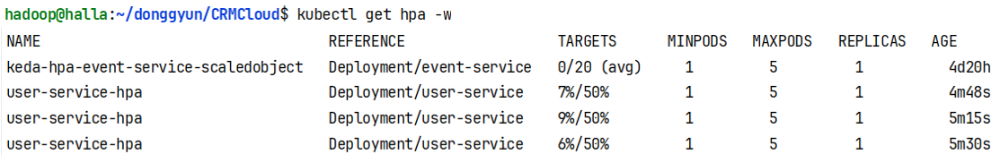 hadoop@halla:~/donggyun/CRMCloud$ kubectl get hpa -w
NAME REFERENCE TARGETS MINPODS MAXPODS REPLICAS AGE
keda-hpa-event-service-scaledobject Deployment/event-service 0/20 (avg) 1 5 1 4d20h
user-service-hpa Deployment/user-service 7%/50% 1 5 1 4m48s
user-service-hpa Deployment/user-service 9%/50% 1 5 1 5m15s
user-service-hpa Deployment/user-service 6%/50% 1 5 1 5m30s